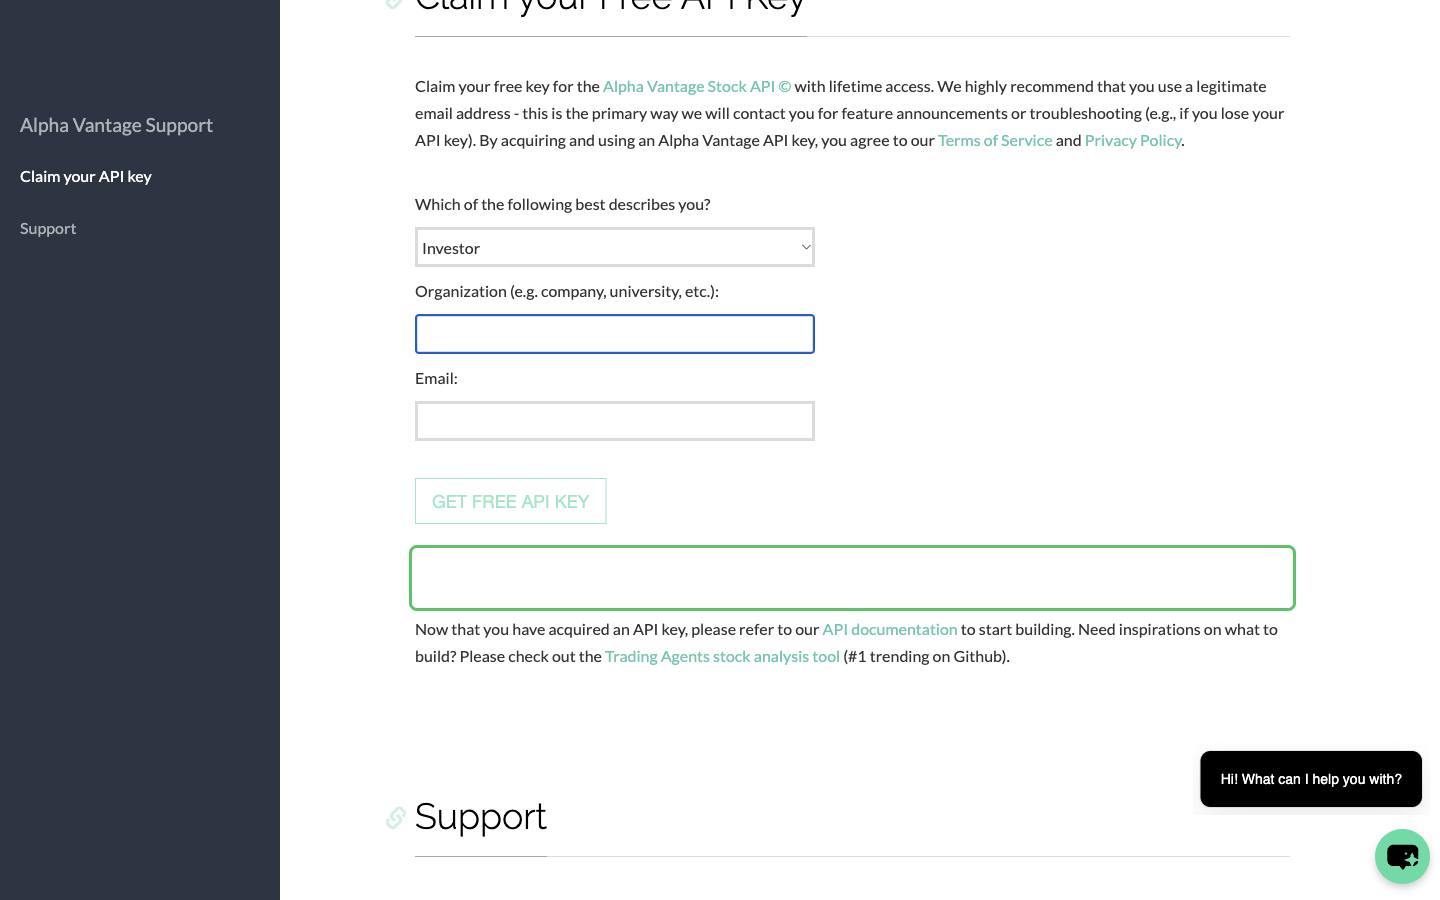 Claim your Free API Key
Alpha Vantage Support
Claim your API key
Support
Claim your free key for the Alpha Vantage Stock API © with lifetime access. We highly recommend that you use a legitimate
email address - this is the primary way we will contact you for feature announcements or troubleshooting (e.g., if you lose your
API key). By acquiring and using an Alpha Vantage API key, you agree to our Terms of Service and Privacy Policy.
Which of the following best describes you?
Investor
Organization (e.g. company, university, etc.):
Email:
GET FREE API KEY
Now that you have acquired an API key, please refer to our API documentation to start building. Need inspirations on what to
build? Please check out the Trading Agents stock analysis tool (#1 trending on Github).
Hi! What can I help you with?
Support